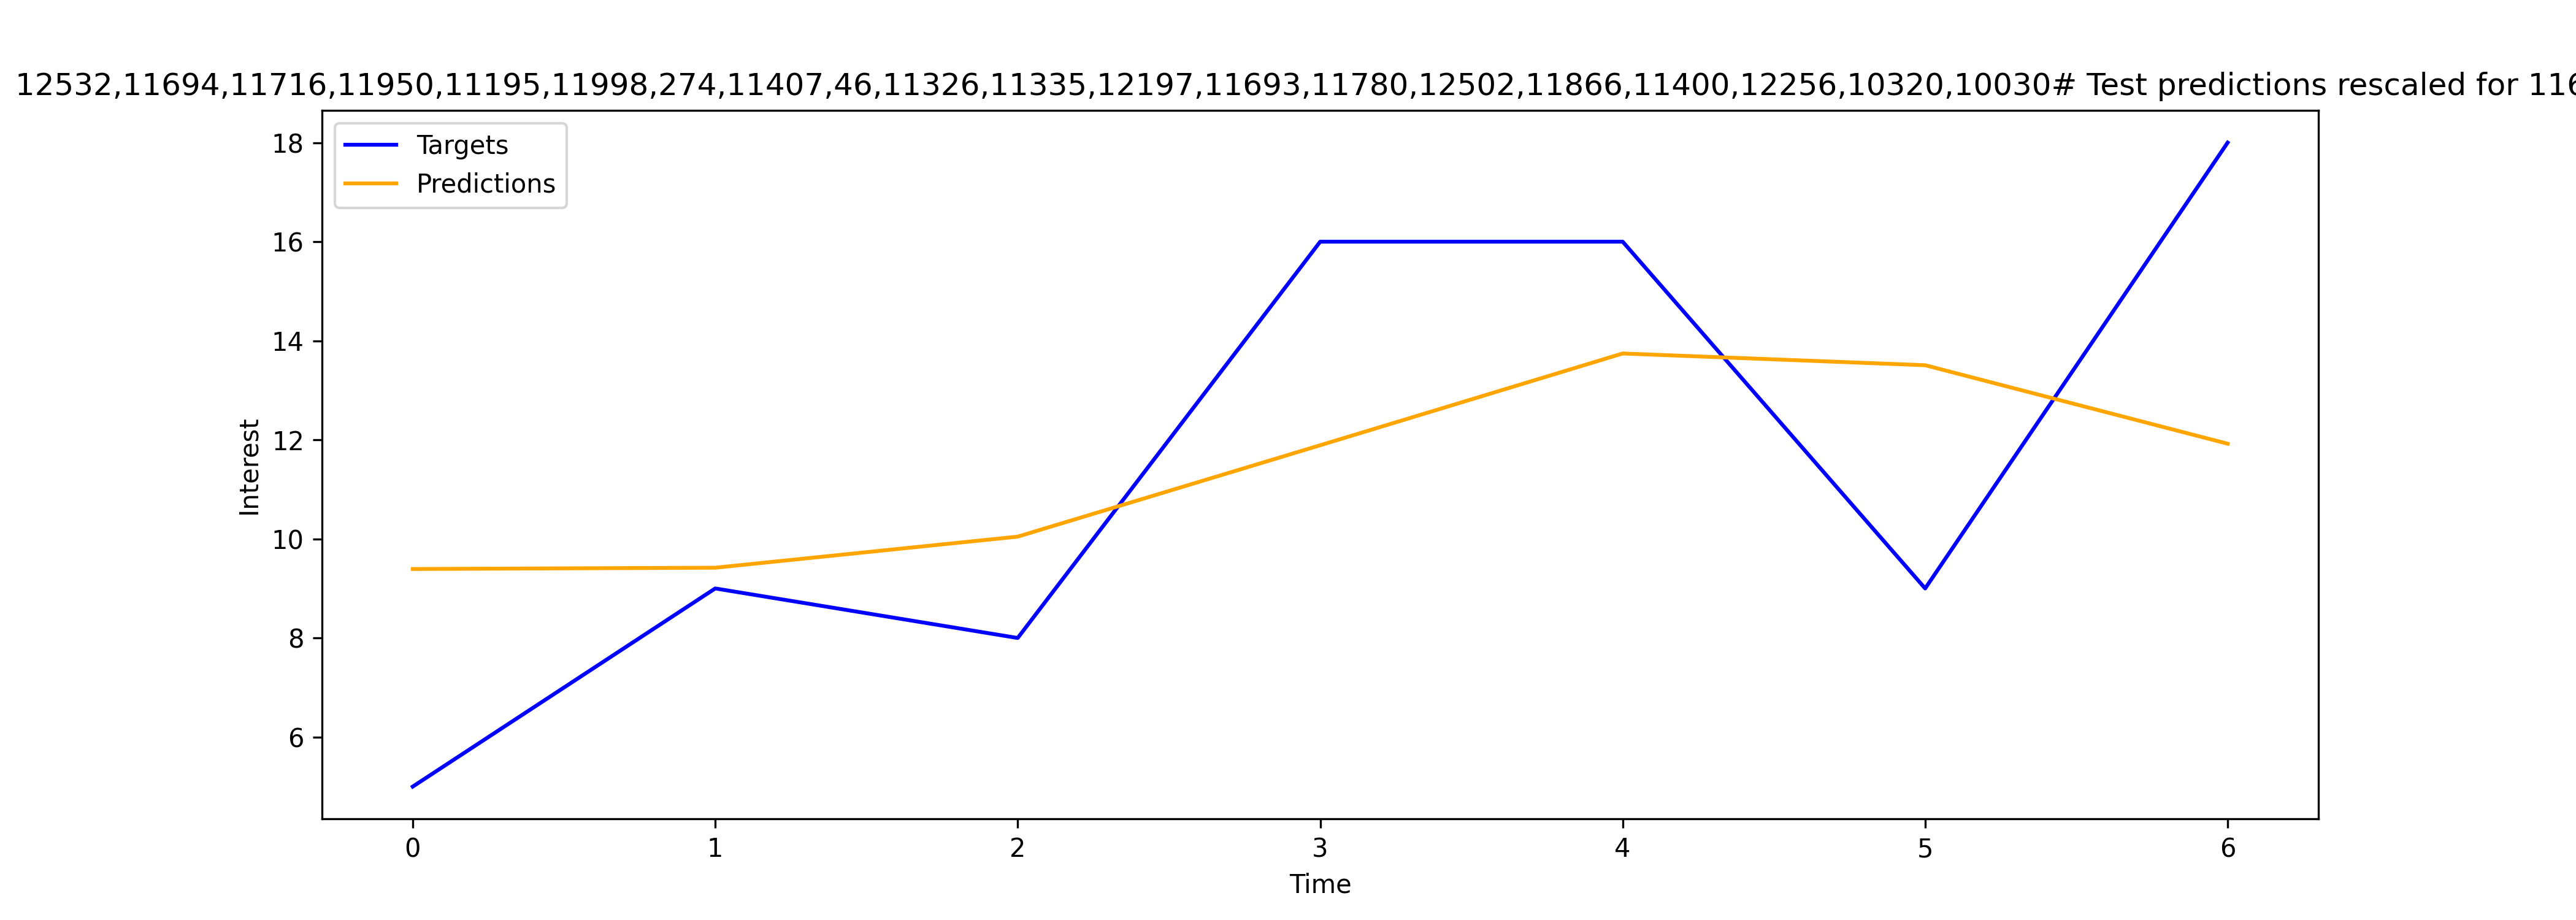 12532,11694,11716,11950,11195,11998,274,11407,46,11326,11335,12197,11693,11780,12502,11866,11400,12256,10320,10030# Test predictions rescaled for 116
Targets
Predictions
18
16
14
12
10
8
6
Interest
0 1 2 3 4 5 6
Time